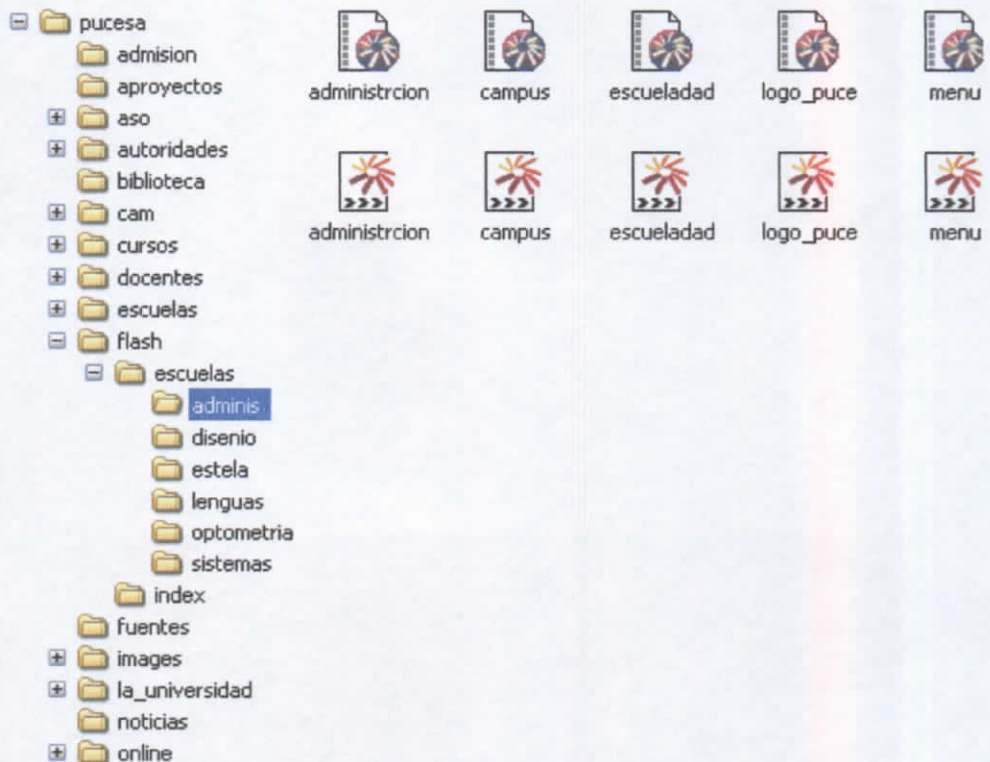 pucesa
admision
aproyectos
aso
autoridades
biblioteca
cam
cursos
docentes
escuelas
flash
escuelas
adminis
disenio
estela
lenguas
optometria
sistemas
index
fuentes
images
la_universidad
noticias
online
administrcion campus escueladad logo_puce menu
administrcion campus escueladad logo_puce menu